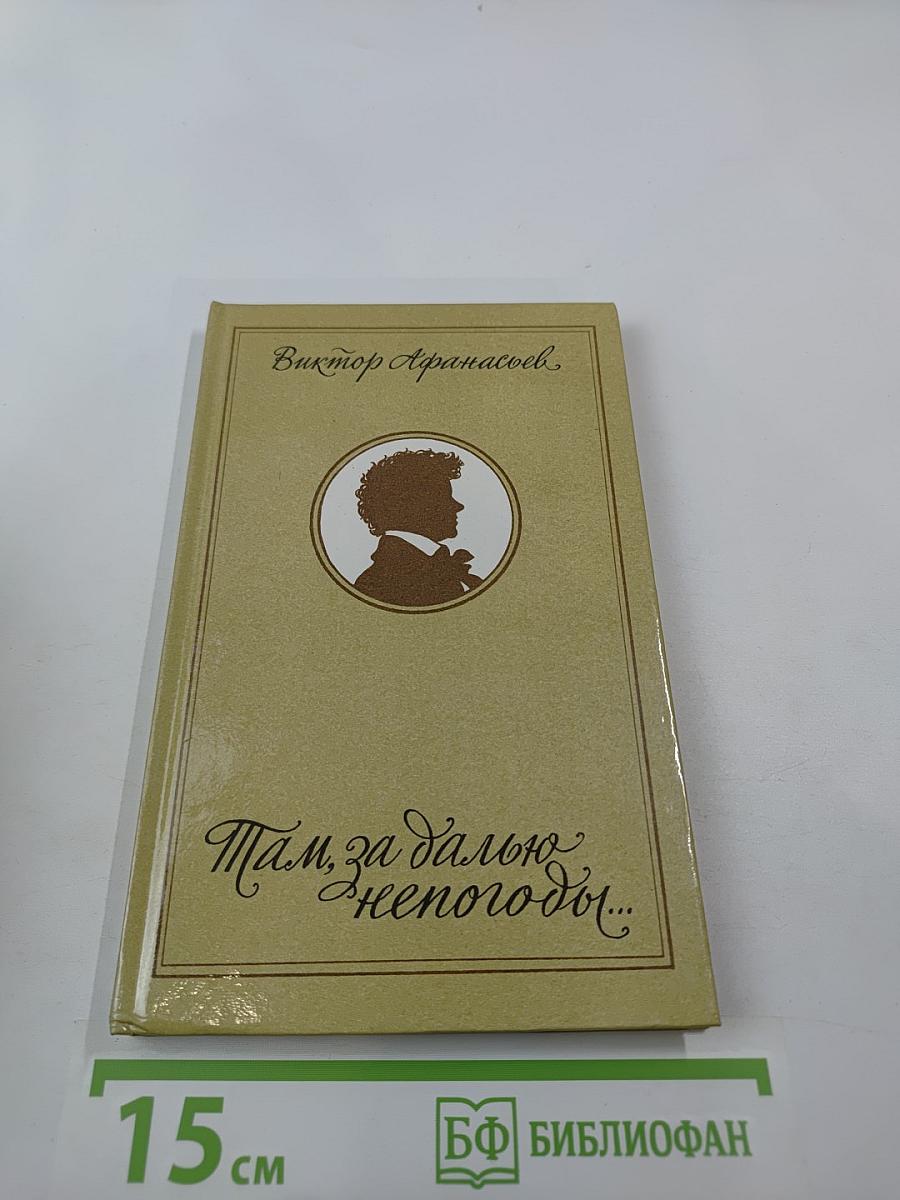 Виктор Афанасьев
Там, за далью
непогоды...
15 см
БФ БИБЛИОФАН